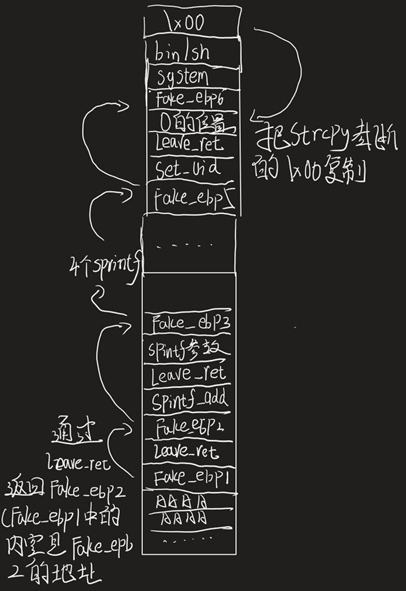 \x00
bin/sh
system
Fake_ebp6
0的位置
Leave_ret
Set_uid
Fake_ebp5
把Strcpy截断
的\x00复制
......
4个sprintf
Fake_ebp3
Spintf参数
Leave_ret
Spintf_add
Fake_ebp2
Leave_ret
Fake_ebp1
AAAA
AAAA
......
通过
Leave_ret
返回Fake_ebp2
(Fake_ebp1中的
内容是Fake_epb
2的地址